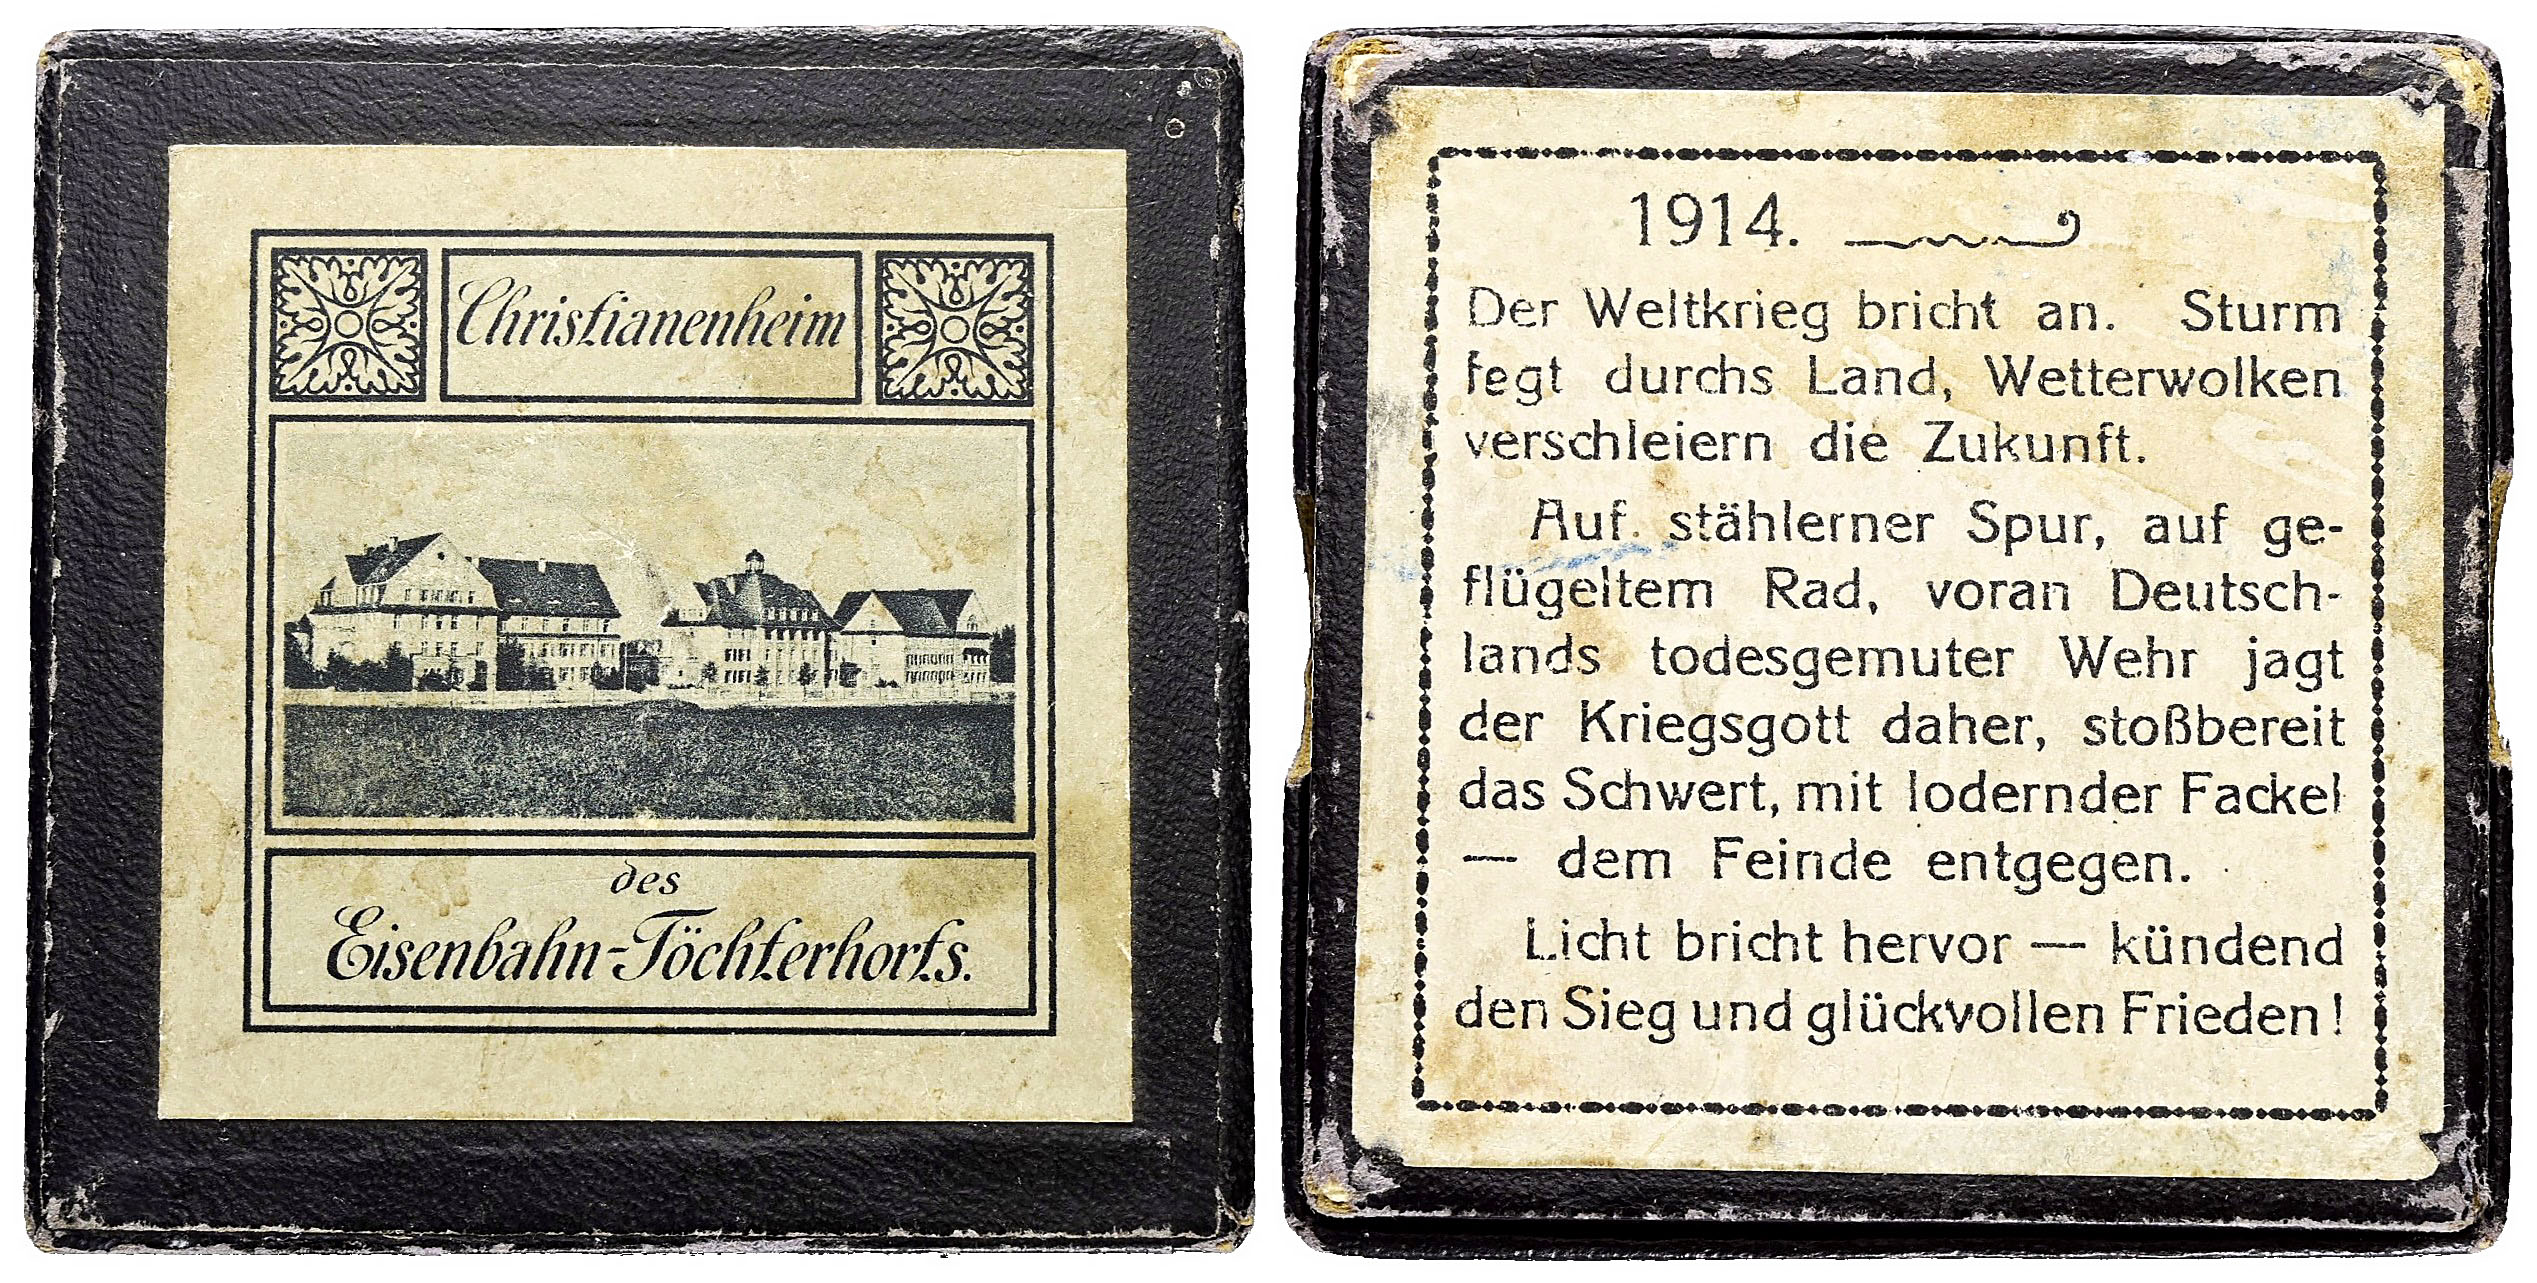 Christianenheim
des
Eisenbahn-Töchterhorts.
1914.
Der Weltkrieg bricht an. Sturm
fegt durchs Land, Wetterwolken
verschleiern die Zukunft.
Auf stählerner Spur, auf ge-
flügeltem Rad, voran Deutsch-
lands todesgemuter Wehr jagt
der Kriegsgott daher, stoßbereit
das Schwert, mit lodernder Fackel
— dem Feinde entgegen.
Licht bricht hervor — kündend
den Sieg und glückvollen Frieden!